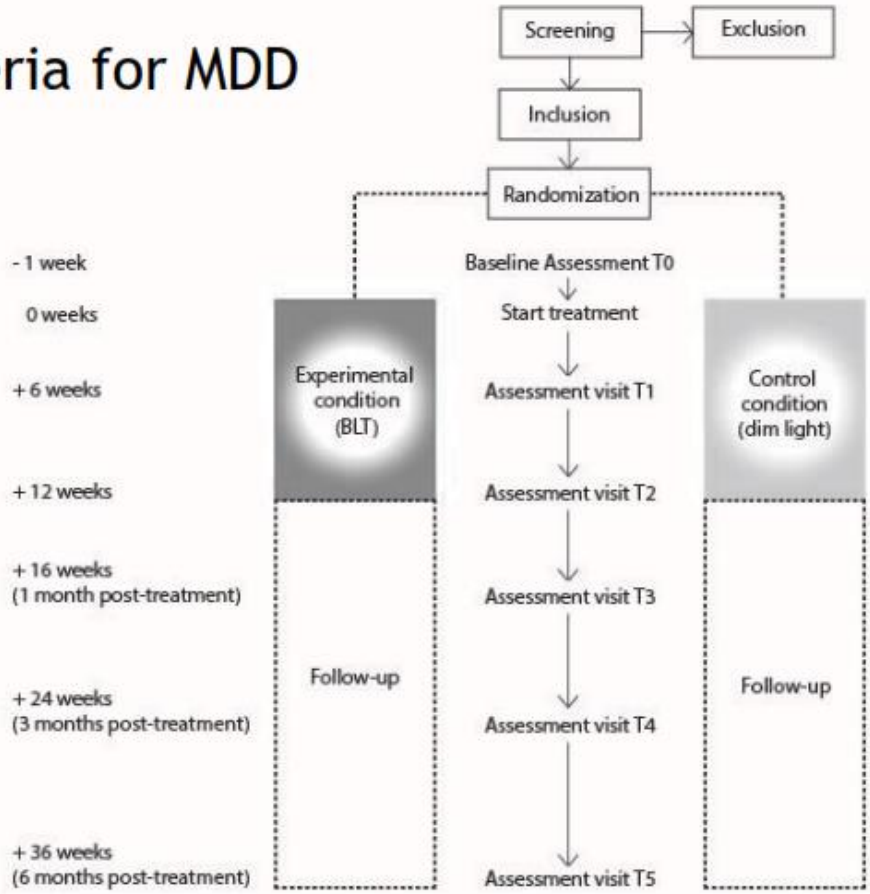 ria for MDD
Screening
Exclusion
Inclusion
Randomization
- 1 week
Baseline Assessment T0
0 weeks
Start treatment
Experimental
condition
(BLT)
Control
condition
(dim light)
+ 6 weeks
Assessment visit T1
+ 12 weeks
Assessment visit T2
+ 16 weeks
(1 month post-treatment)
Assessment visit T3
Follow-up
Follow-up
+ 24 weeks
(3 months post-treatment)
Assessment visit T4
+ 36 weeks
(6 months post-treatment)
Assessment visit T5